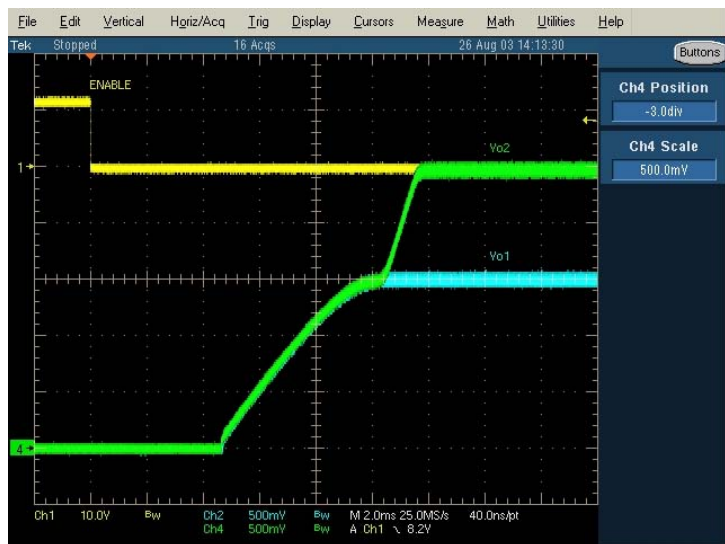 File Edit Vertical Horiz/Acq Trig Display Cursors Measure Math Utilities Help
Tek Stopped 16 Acqs 26 Aug 03 14:13:30
Buttons
ENABLE
Ch4 Position
-3.0div
Ch4 Scale
500.0mV
1
Vo2
Vo1
4
Ch1 10.0V Bw Ch2 500mV Bw M 2.0ms 25.0MS/s 40.0ns/pt
Ch4 500mV Bw A Ch1 \ 8.2V